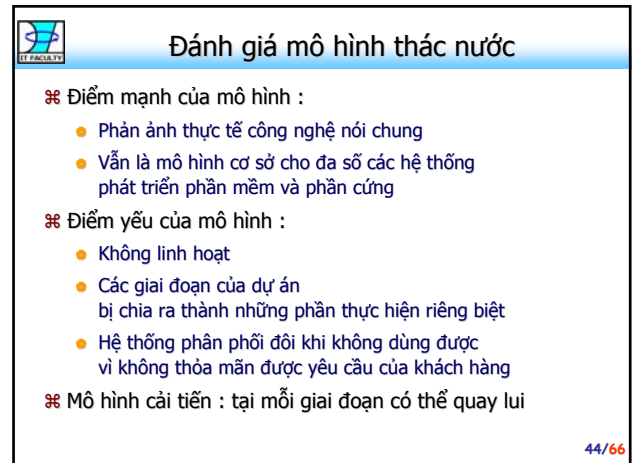 IT FACULTY
Đánh giá mô hình thác nước
⌘ Điểm mạnh của mô hình :
Phản ảnh thực tế công nghệ nói chung
Vẫn là mô hình cơ sở cho đa số các hệ thống
phát triển phần mềm và phần cứng
⌘ Điểm yếu của mô hình :
Không linh hoạt
Các giai đoạn của dự án
bị chia ra thành những phần thực hiện riêng biệt
Hệ thống phân phối đôi khi không dùng được
vì không thỏa mãn được yêu cầu của khách hàng
⌘ Mô hình cải tiến : tại mỗi giai đoạn có thể quay lui
44/66